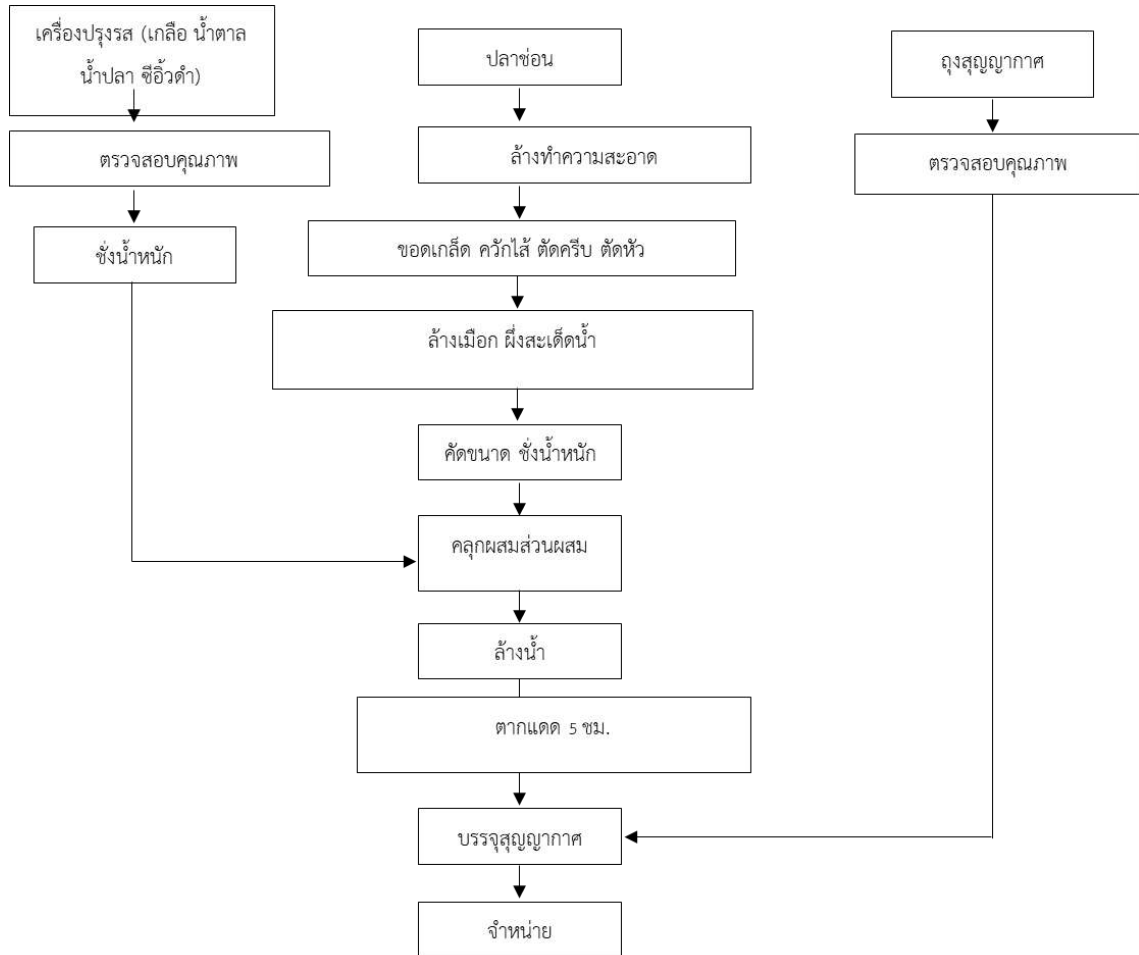 เครื่องปรุงรส (เกลือ น้ำตาล
น้ำปลา ซีอิ้วดำ)
ปลาช่อน
ถุงสุญญากาศ
ตรวจสอบคุณภาพ
ล้างทำความสะอาด
ตรวจสอบคุณภาพ
ชั่งน้ำหนัก
ขอดเกล็ด ควักไส้ ตัดครีบ ตัดหัว
ล้างเมือก ผึ่งสะเด็ดน้ำ
คัดขนาด ชั่งน้ำหนัก
คลุกผสมส่วนผสม
ล้างน้ำ
ตากแดด 5 ชม.
บรรจุสุญญากาศ
จำหน่าย